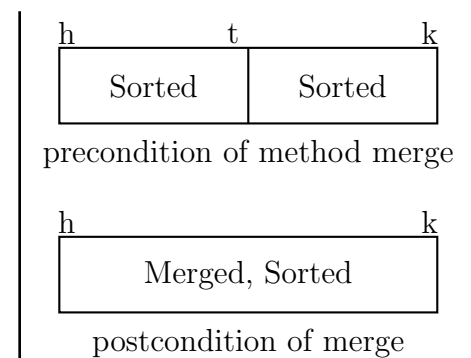 h t k
Sorted Sorted
precondition of method merge
h k
Merged, Sorted
postcondition of merge